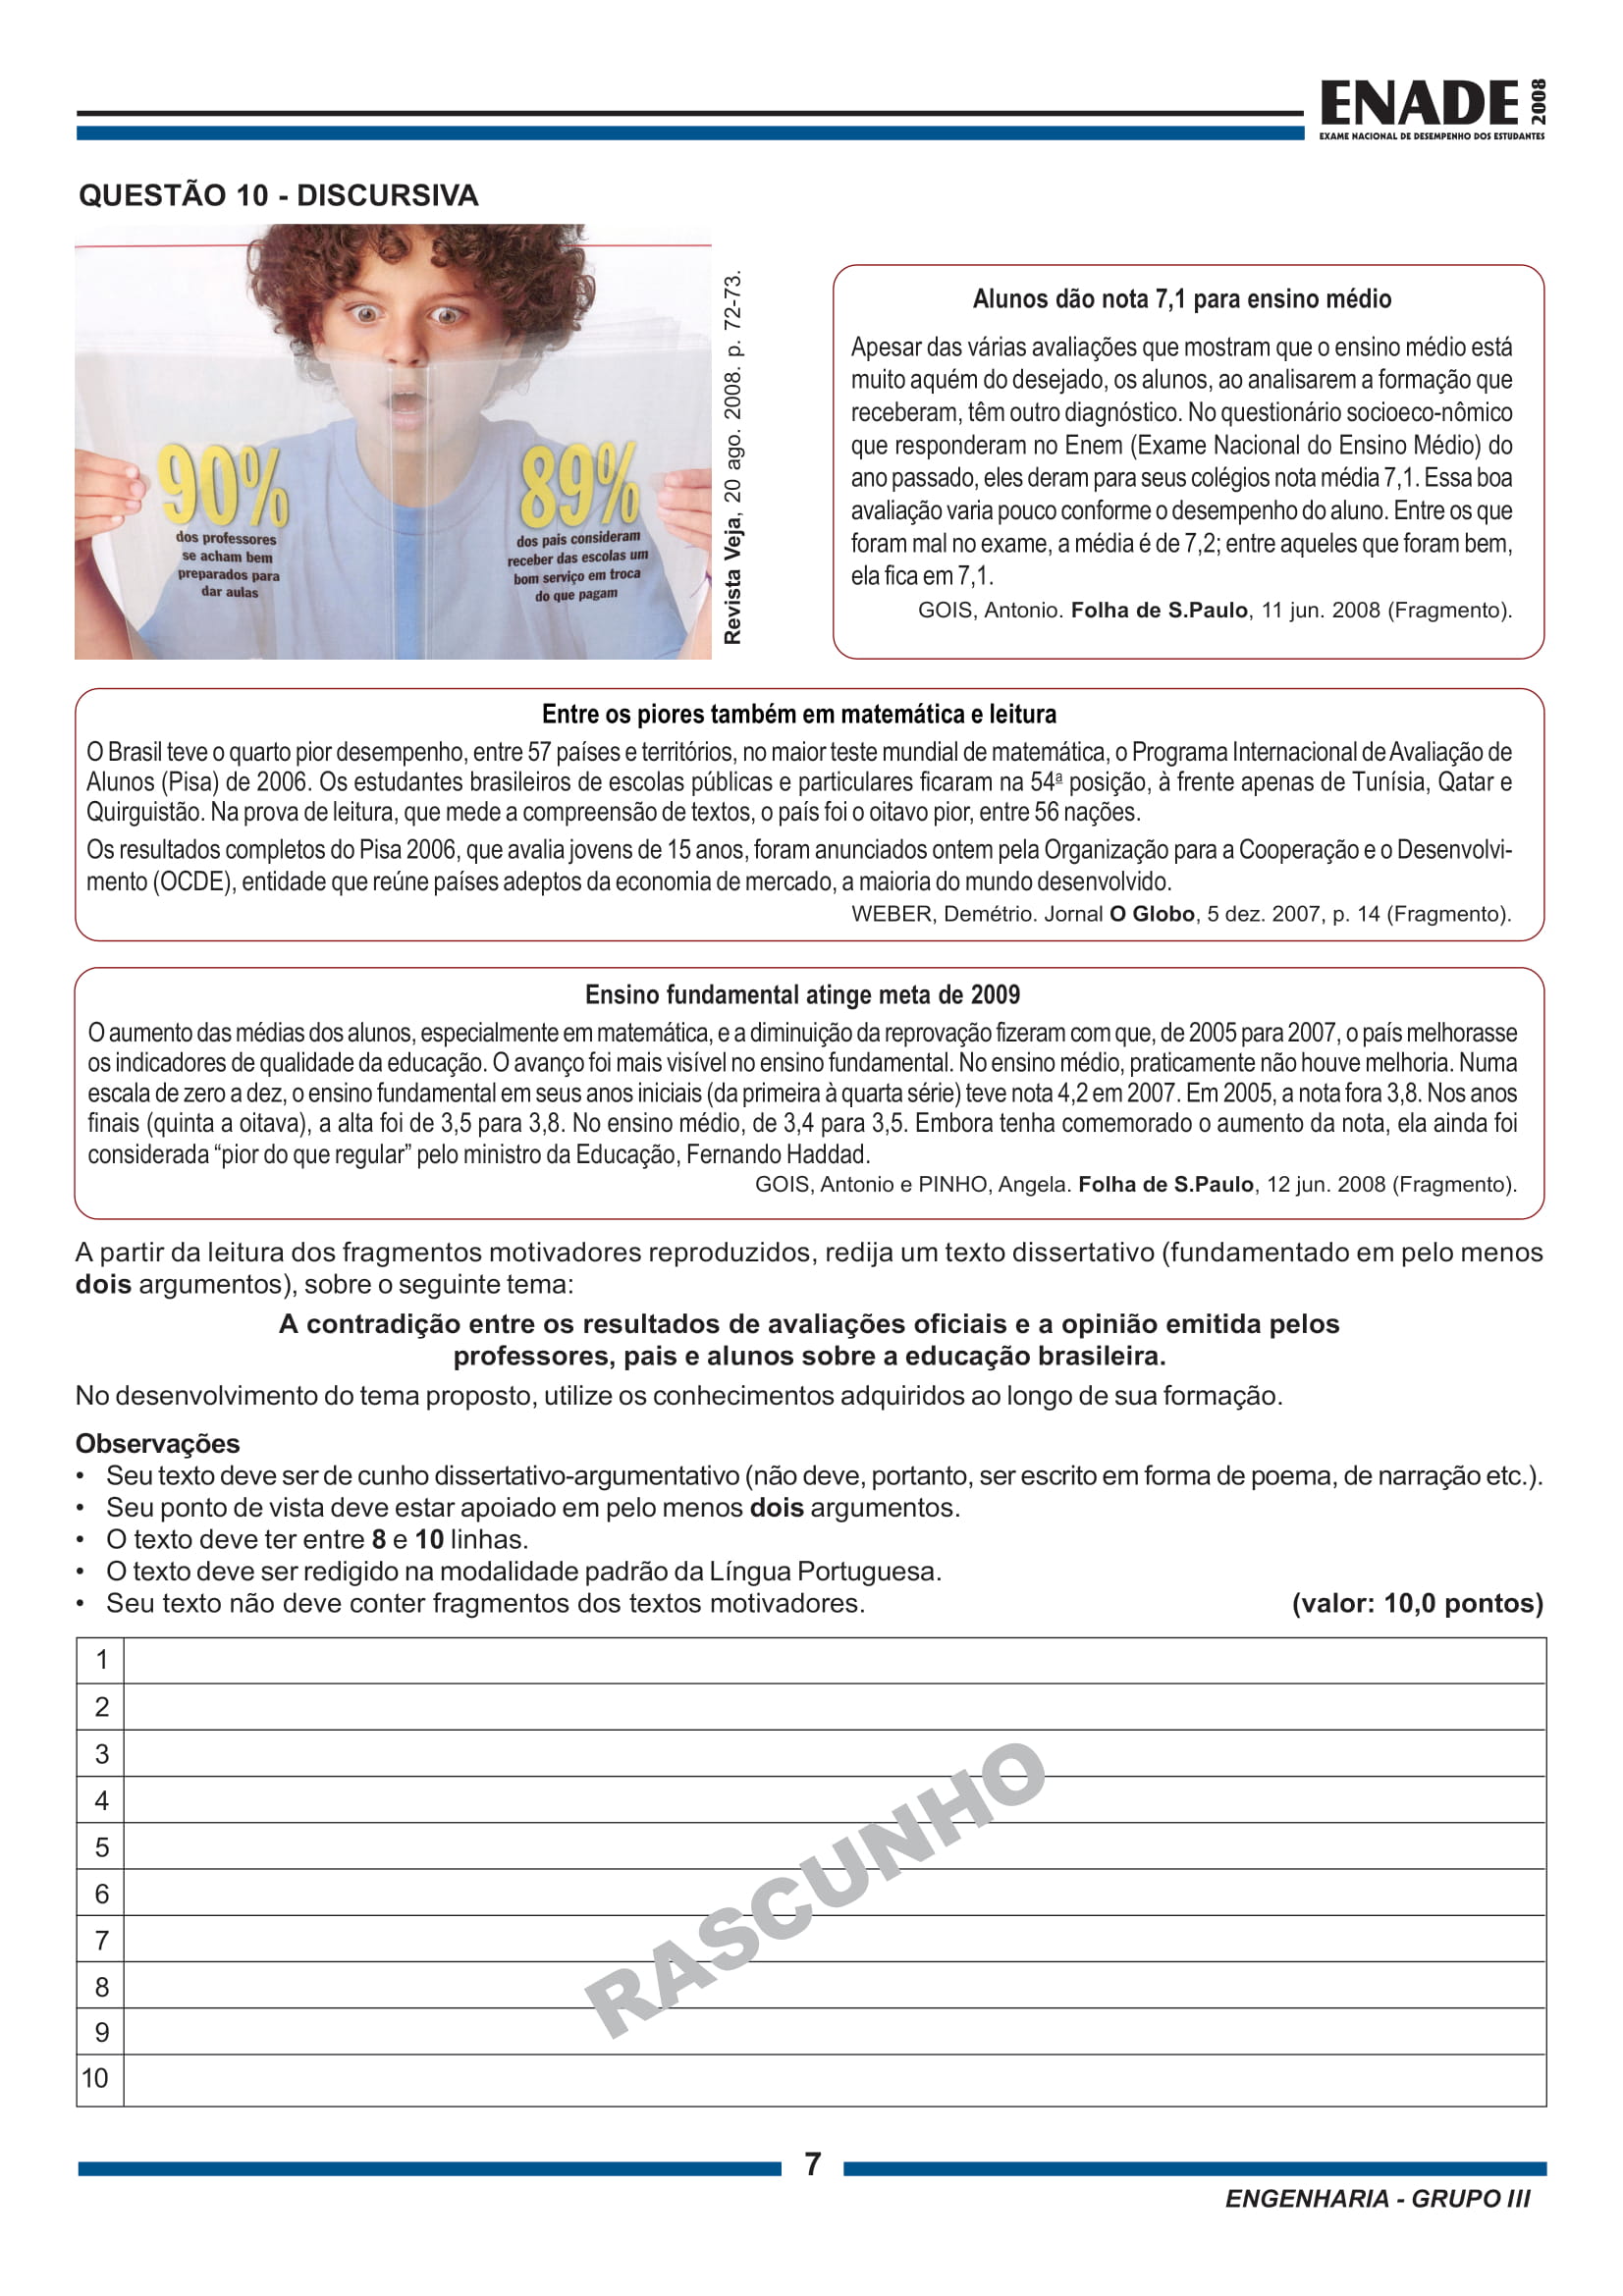 ENADE 2008
EXAME NACIONAL DE DESEMPENHO DOS ESTUDANTES
QUESTÃO 10 - DISCURSIVA
90%
dos professores
se acham bem
preparados para
dar aulas
89%
dos pais consideram
receber das escolas um
bom serviço em troca
do que pagam
Revista Veja, 20 ago. 2008. p. 72-73.
Alunos dão nota 7,1 para ensino médio
Apesar das várias avaliações que mostram que o ensino médio está
muito aquém do desejado, os alunos, ao analisarem a formação que
receberam, têm outro diagnóstico. No questionário socioeco-nômico
que responderam no Enem (Exame Nacional do Ensino Médio) do
ano passado, eles deram para seus colégios nota média 7,1. Essa boa
avaliação varia pouco conforme o desempenho do aluno. Entre os que
foram mal no exame, a média é de 7,2; entre aqueles que foram bem,
ela fica em 7,1.
GOIS, Antonio. Folha de S.Paulo, 11 jun. 2008 (Fragmento).
Entre os piores também em matemática e leitura
O Brasil teve o quarto pior desempenho, entre 57 países e territórios, no maior teste mundial de matemática, o Programa Internacional de Avaliação de
Alunos (Pisa) de 2006. Os estudantes brasileiros de escolas públicas e particulares ficaram na 54ª posição, à frente apenas de Tunísia, Qatar e
Quirguistão. Na prova de leitura, que mede a compreensão de textos, o país foi o oitavo pior, entre 56 nações.
Os resultados completos do Pisa 2006, que avalia jovens de 15 anos, foram anunciados ontem pela Organização para a Cooperação e o Desenvolvi-
mento (OCDE), entidade que reúne países adeptos da economia de mercado, a maioria do mundo desenvolvido.
WEBER, Demétrio. Jornal O Globo, 5 dez. 2007, p. 14 (Fragmento).
Ensino fundamental atinge meta de 2009
O aumento das médias dos alunos, especialmente em matemática, e a diminuição da reprovação fizeram com que, de 2005 para 2007, o país melhorasse
os indicadores de qualidade da educação. O avanço foi mais visível no ensino fundamental. No ensino médio, praticamente não houve melhoria. Numa
escala de zero a dez, o ensino fundamental em seus anos iniciais (da primeira à quarta série) teve nota 4,2 em 2007. Em 2005, a nota fora 3,8. Nos anos
finais (quinta a oitava), a alta foi de 3,5 para 3,8. No ensino médio, de 3,4 para 3,5. Embora tenha comemorado o aumento da nota, ela ainda foi
considerada “pior do que regular” pelo ministro da Educação, Fernando Haddad.
GOIS, Antonio e PINHO, Angela. Folha de S.Paulo, 12 jun. 2008 (Fragmento).
A partir da leitura dos fragmentos motivadores reproduzidos, redija um texto dissertativo (fundamentado em pelo menos
dois argumentos), sobre o seguinte tema:
A contradição entre os resultados de avaliações oficiais e a opinião emitida pelos
professores, pais e alunos sobre a educação brasileira.
No desenvolvimento do tema proposto, utilize os conhecimentos adquiridos ao longo de sua formação.
Observações
• Seu texto deve ser de cunho dissertativo-argumentativo (não deve, portanto, ser escrito em forma de poema, de narração etc.).
• Seu ponto de vista deve estar apoiado em pelo menos dois argumentos.
• O texto deve ter entre 8 e 10 linhas.
• O texto deve ser redigido na modalidade padrão da Língua Portuguesa.
• Seu texto não deve conter fragmentos dos textos motivadores. (valor: 10,0 pontos)
1
2
3
4
5
6
7
8
9
10
RASCUNHO
7
ENGENHARIA - GRUPO III